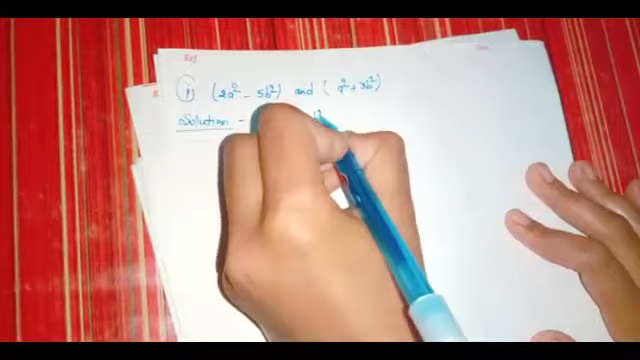 i) (2a² - 5b²) and (a² + 3b²)
Solution -